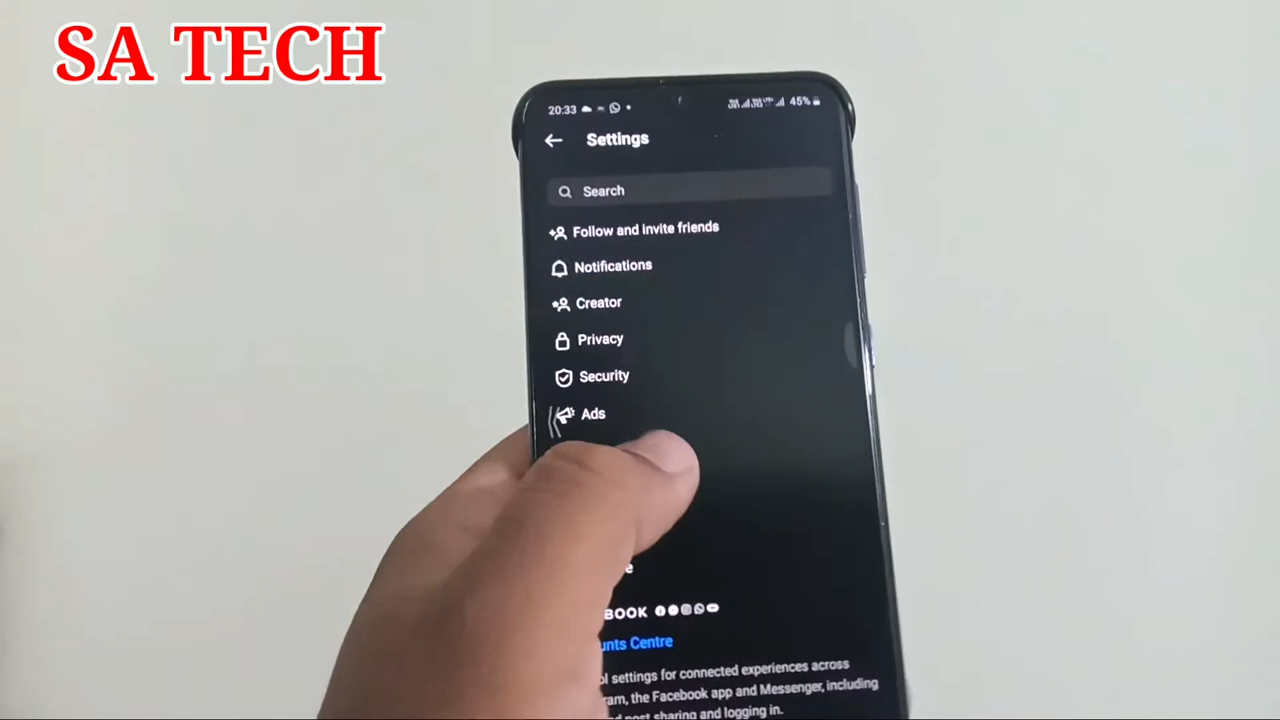 SA TECH
20:33
45%
Settings
Search
Follow and invite friends
Notifications
Creator
Privacy
Security
Ads
BOOK
unts Centre
settings for connected experiences across
ram, the Facebook app and Messenger, including
post sharing and logging in.